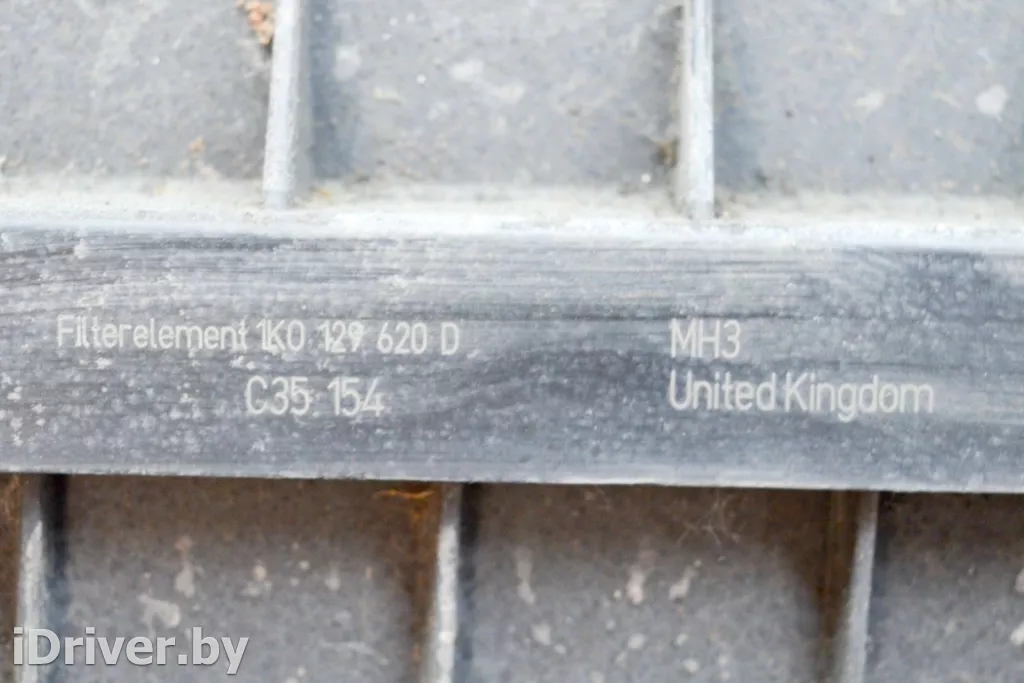 Filterelement 1K0 129 620 D
C35 154
MH3
United Kingdom
iDriver.by